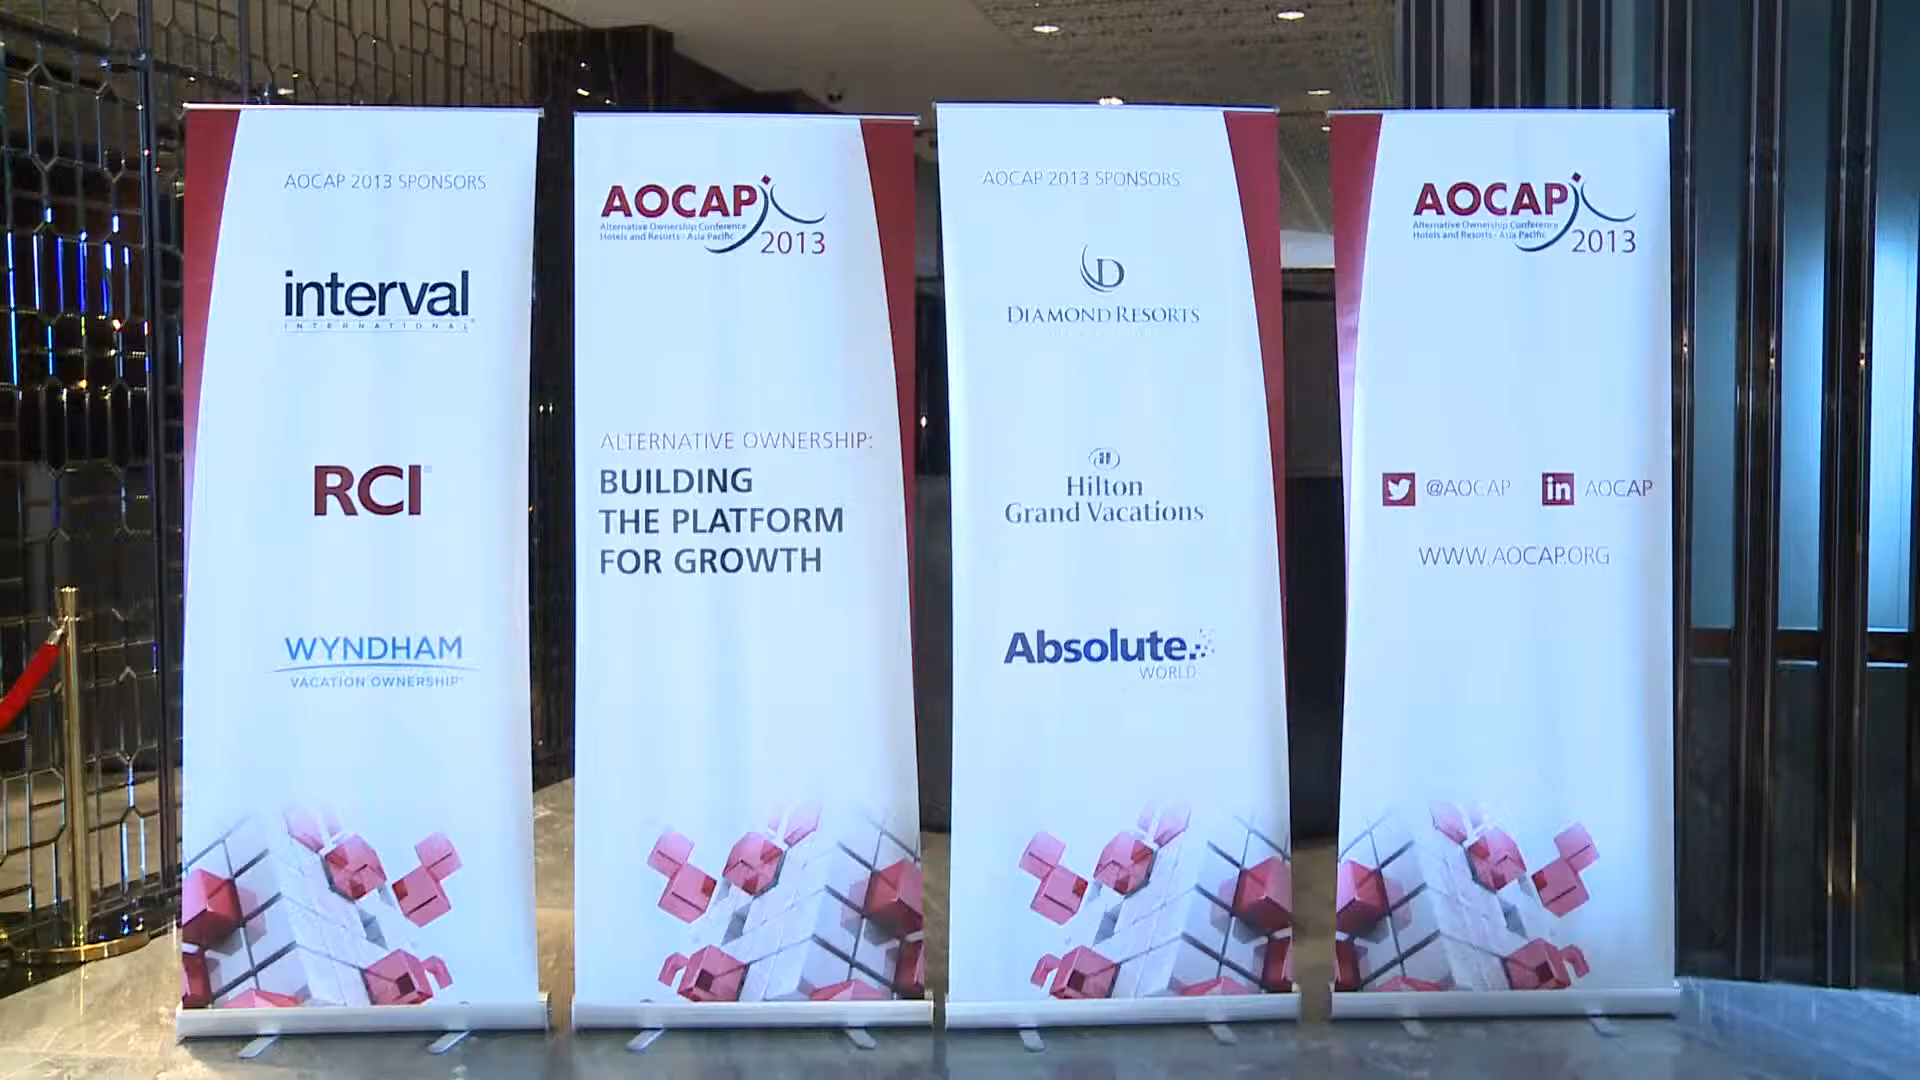 AOCAP 2013 SPONSORS
interval
INTERNATIONAL
RCI
WYNDHAM
VACATION OWNERSHIP
AOCAP
Alternative Ownership Conference
Hotels and Resorts - Asia Pacific
2013
ALTERNATIVE OWNERSHIP:
BUILDING
THE PLATFORM
FOR GROWTH
AOCAP 2013 SPONSORS
D
DIAMOND RESORTS
H
Hilton
Grand Vacations
Absolute.
WORLD
AOCAP
Alternative Ownership Conference
Hotels and Resorts - Asia Pacific
2013
@AOCAP
in AOCAP
WWW.AOCAP.ORG